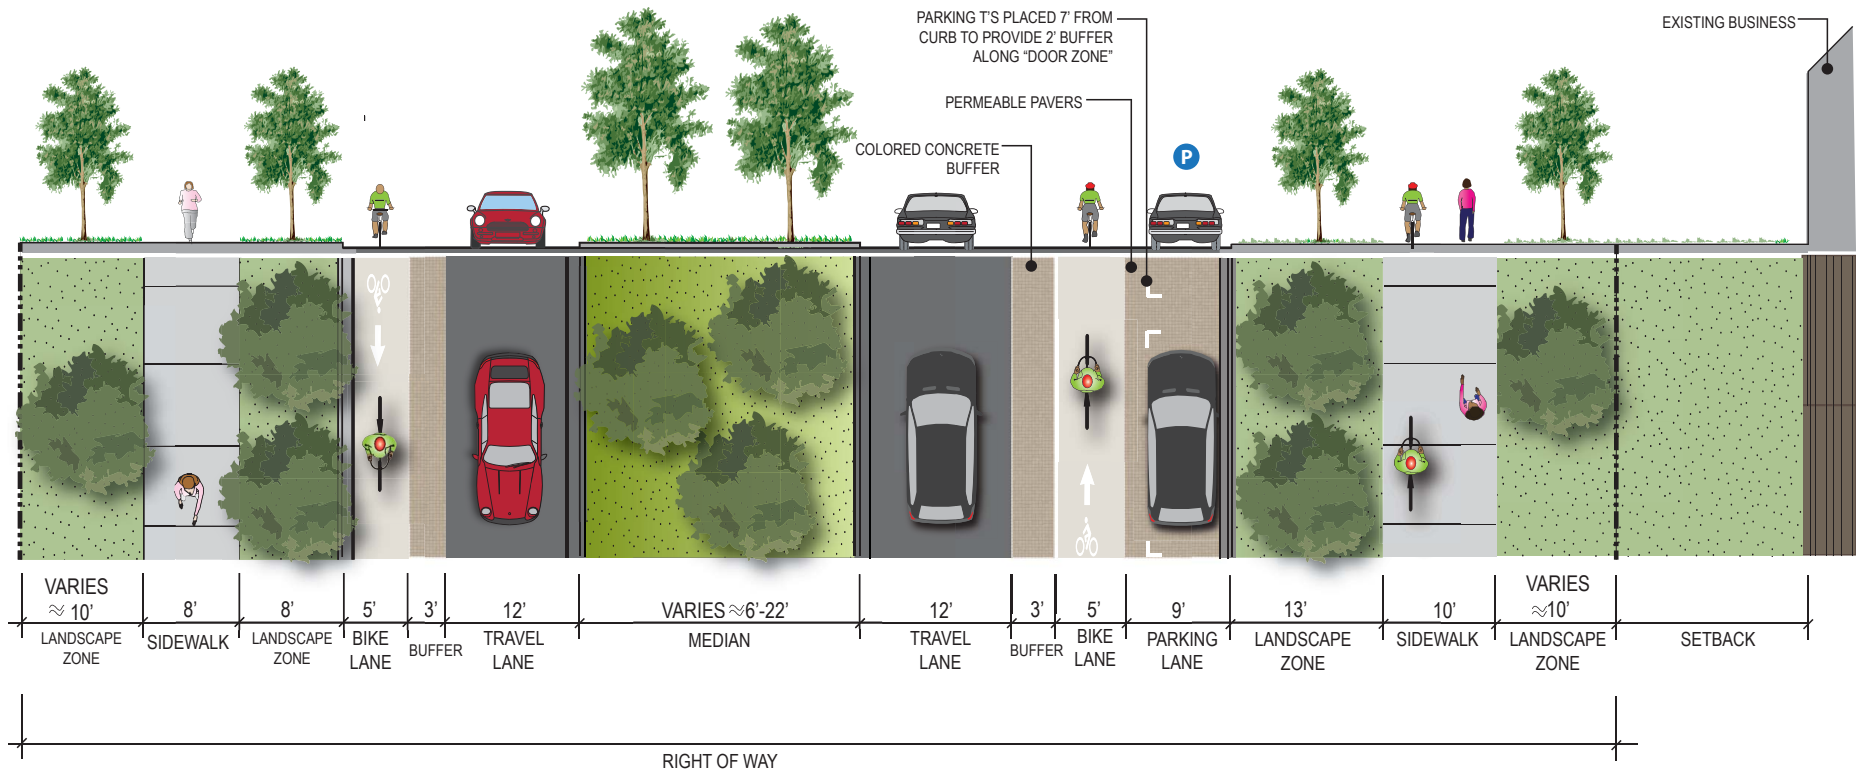 PARKING T'S PLACED 7' FROM
CURB TO PROVIDE 2' BUFFER
ALONG “DOOR ZONE”
EXISTING BUSINESS
PERMEABLE PAVERS
COLORED CONCRETE
BUFFER
P
VARIES
≈ 10'
8'
8'
5'
3'
12'
VARIES ≈6'-22'
12'
3'
5'
9'
13'
10'
VARIES
≈10'
LANDSCAPE
ZONE
SIDEWALK
LANDSCAPE
ZONE
BIKE
LANE
BUFFER
TRAVEL
LANE
MEDIAN
TRAVEL
LANE
BUFFER
BIKE
LANE
PARKING
LANE
LANDSCAPE
ZONE
SIDEWALK
LANDSCAPE
ZONE
SETBACK
RIGHT OF WAY